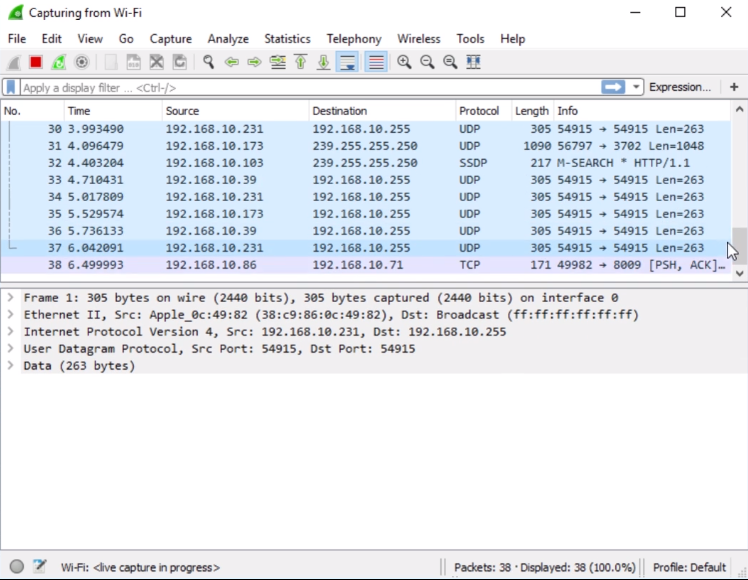 Capturing from Wi-Fi
File Edit View Go Capture Analyze Statistics Telephony Wireless Tools Help
Apply a display filter ... <Ctrl-/> Expression... +
No. Time Source Destination Protocol Length Info
30 3.993490 192.168.10.231 192.168.10.255 UDP 305 54915 → 54915 Len=263
31 4.096479 192.168.10.173 239.255.255.250 UDP 1090 56797 → 3702 Len=1048
32 4.403204 192.168.10.103 239.255.255.250 SSDP 217 M-SEARCH * HTTP/1.1
33 4.710431 192.168.10.39 192.168.10.255 UDP 305 54915 → 54915 Len=263
34 5.017809 192.168.10.231 192.168.10.255 UDP 305 54915 → 54915 Len=263
35 5.529574 192.168.10.173 192.168.10.255 UDP 305 54915 → 54915 Len=263
36 5.736133 192.168.10.39 192.168.10.255 UDP 305 54915 → 54915 Len=263
37 6.042091 192.168.10.231 192.168.10.255 UDP 305 54915 → 54915 Len=263
38 6.499993 192.168.10.86 192.168.10.71 TCP 171 49982 → 8009 [PSH, ACK]…
> Frame 1: 305 bytes on wire (2440 bits), 305 bytes captured (2440 bits) on interface 0
> Ethernet II, Src: Apple_0c:49:82 (38:c9:86:0c:49:82), Dst: Broadcast (ff:ff:ff:ff:ff:ff)
> Internet Protocol Version 4, Src: 192.168.10.231, Dst: 192.168.10.255
> User Datagram Protocol, Src Port: 54915, Dst Port: 54915
> Data (263 bytes)
Wi-Fi: <live capture in progress> Packets: 38 · Displayed: 38 (100.0%) Profile: Default